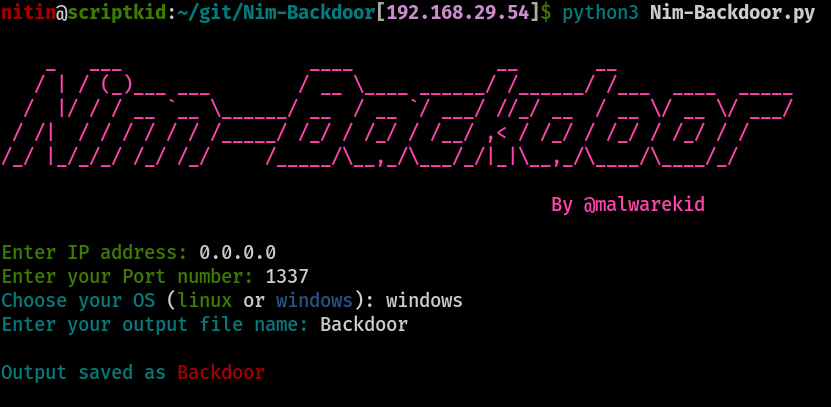 nitin@scriptkid:~/git/Nim-Backdoor[192.168.29.54]$ python3 Nim-Backdoor.py
Nim-Backdoor
By @malwarekid
Enter IP address: 0.0.0.0
Enter your Port number: 1337
Choose your OS (linux or windows): windows
Enter your output file name: Backdoor
Output saved as Backdoor